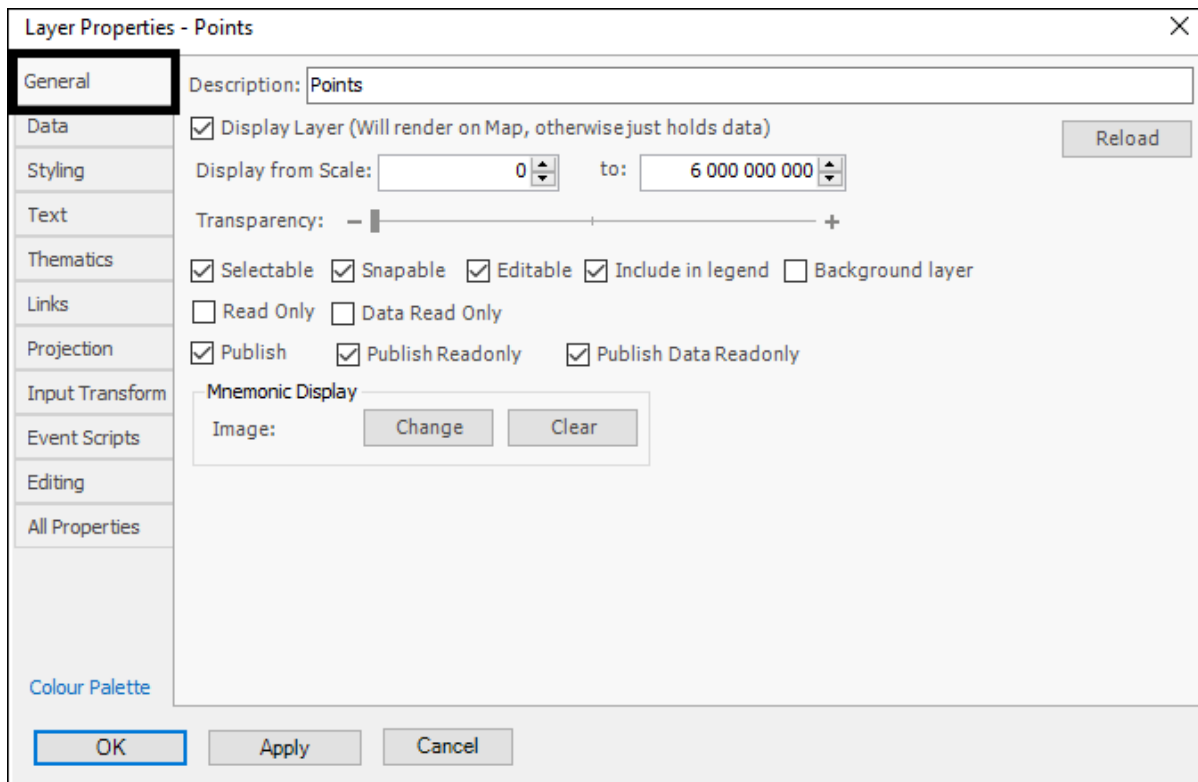 Layer Properties - Points
General
Description: Points
Data
Display Layer (Will render on Map, otherwise just holds data)
Reload
Styling
Display from Scale: 0 to: 6 000 000 000
Text
Transparency: − +
Thematics
Selectable Snapable Editable Include in legend Background layer
Links
Read Only Data Read Only
Projection
Publish Publish Readonly Publish Data Readonly
Input Transform
Mnemonic Display
Image: Change Clear
Event Scripts
Editing
All Properties
Colour Palette
OK Apply Cancel